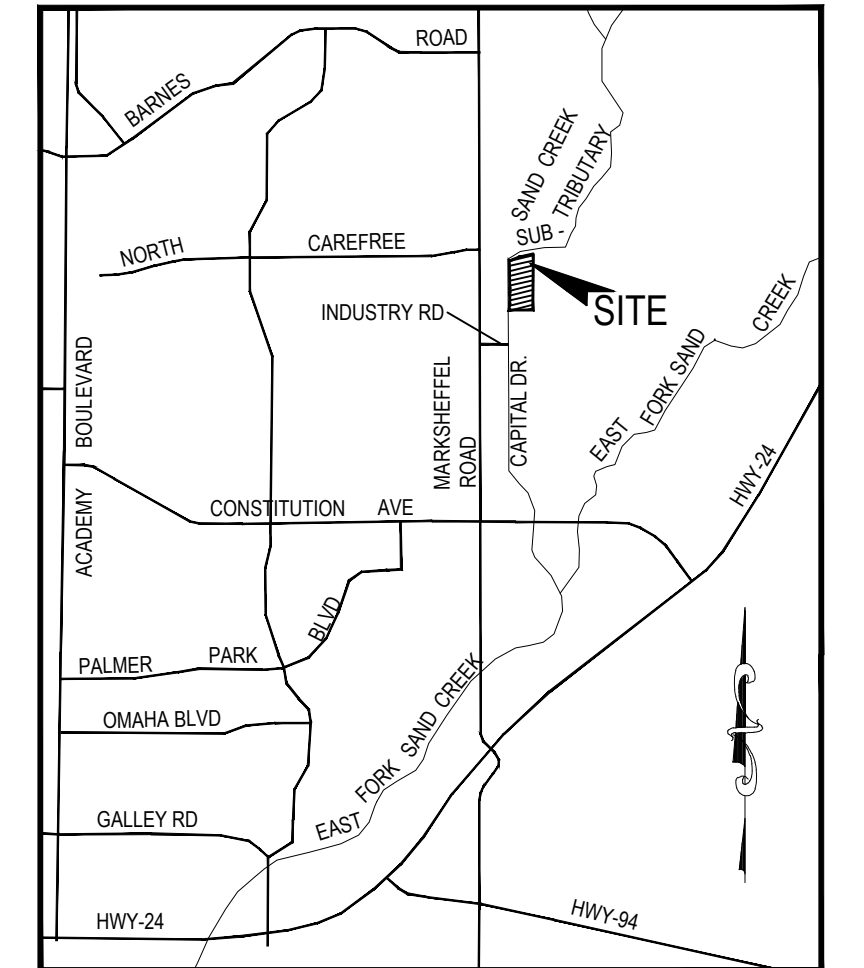 ROAD
BARNES
SAND CREEK
SUB - TRIBUTARY
NORTH CAREFREE
INDUSTRY RD
SITE
BOULEVARD
ACADEMY
MARKSHEFFEL
ROAD
CAPITAL DR.
EAST FORK SAND CREEK
HWY-24
CONSTITUTION AVE
BLVD
PALMER PARK
OMAHA BLVD
EAST FORK SAND CREEK
GALLEY RD
HWY-24
HWY-94